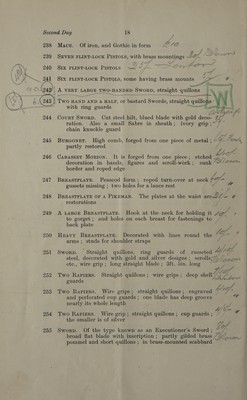 Second Day 18
238 MACE. Of iron, and Gothic in form
239 SEVEN FLINT-LOCK PISTOLS, with brass mountings
240 SIX FLINT-LOCK PISTOLS
241 SIX FLINT-LOCK PISTOLS, some having brass mounts
242 A VERY LARGE TWO-HANDED SWORD, straight quillons
243 TWO HAND AND A HALF, or bastard Swords, straight quillons
with ring guards
244 COURT SWORD. Cut steel hilt, blued blade with gold deco-
ration. Also a small Sabre in sheath; ivory grip;
chain knuckle guard
245 BURGONET. High comb, forged from one piece of metal;
partly restored
246 CABASSET MORION. It is forged from one piece; etched
decoration in bands, figures and scroll-work; sunk
border and roped edge
247 BREASTPLATE. Peascod form; roped turn-over at neck;
gussets missing; two holes for a lance rest
248 BREASTPLATE OF A PIKEMAN. The plates at the waist are
restorations
249 A LARGE BREASTPLATE. Hook at the neck for holding it
to gorget; and holes on each breast for fastenings to
back plate
250 HEAVY BREASTPLATE. Decorated with lines round the
arms; studs for shoulder straps
251 SWORD. Straight quillons, ring guards of russeted
steel, decorated with gold and silver designs: scrolls,
etc., wire grip; long straight blade; 3ft. 5in. long
252 TWO RAPIERS. Straight quillons; wire grips; deep shell
guards
253 TWO RAPIERS. Wire grips; straight quillons; engraved
and perforated cup guards; one blade has deep grooves
nearly its whole length
254 TWO RAPIERS. Wire grip; straight quillons; cup guards;
the smaller is of silver
255 SWORD. Of the type known as an Executioner's Sword;
broad flat blade with inscription; partly gilded brass
pommel and short quillons; in brass-mounted scabbard
W